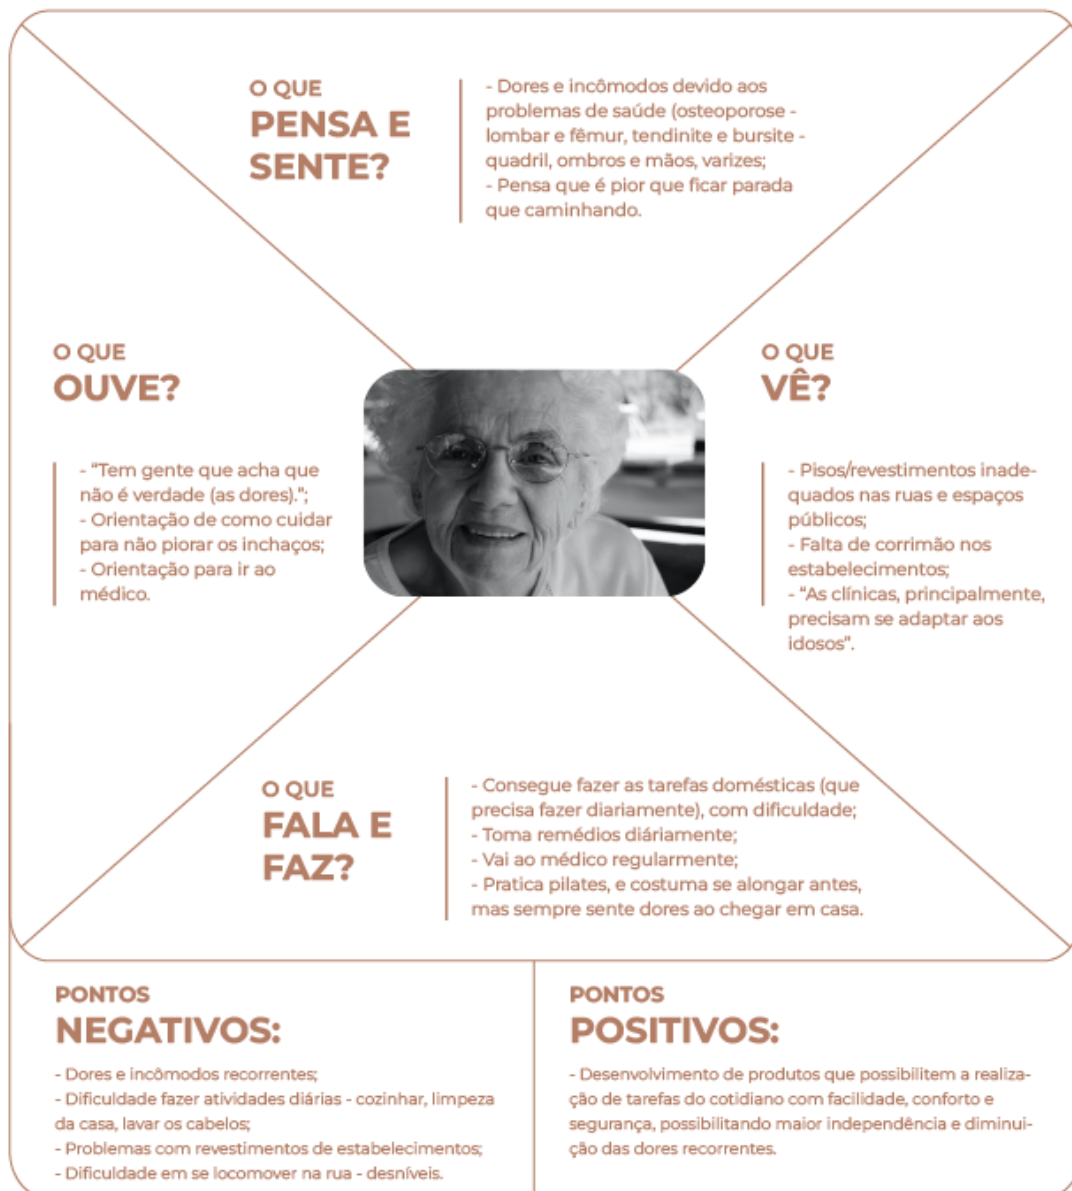 O QUE
PENSA E
SENTE?
- Dores e incômodos devido aos
problemas de saúde (osteoporose -
lombar e fêmur, tendinite e bursite -
quadril, ombros e mãos, varizes;
- Pensa que é pior que ficar parada
que caminhando.
O QUE
OUVE?
- “Tem gente que acha que
não é verdade (as dores).”;
- Orientação de como cuidar
para não piorar os inchaços;
- Orientação para ir ao
médico.
O QUE
VÊ?
- Pisos/revestimentos inade-
quados nas ruas e espaços
públicos;
- Falta de corrimão nos
estabelecimentos;
- “As clínicas, principalmente,
precisam se adaptar aos
idosos”.
O QUE
FALA E
FAZ?
- Consegue fazer as tarefas domésticas (que
precisa fazer diariamente), com dificuldade;
- Toma remédios diáriamente;
- Vai ao médico regularmente;
- Pratica pilates, e costuma se alongar antes,
mas sempre sente dores ao chegar em casa.
PONTOS
NEGATIVOS:
- Dores e incômodos recorrentes;
- Dificuldade fazer atividades diárias - cozinhar, limpeza
da casa, lavar os cabelos;
- Problemas com revestimentos de estabelecimentos;
- Dificuldade em se locomover na rua - desníveis.
PONTOS
POSITIVOS:
- Desenvolvimento de produtos que possibilitem a realiza-
ção de tarefas do cotidiano com facilidade, conforto e
segurança, possibilitando maior independência e diminui-
ção das dores recorrentes.